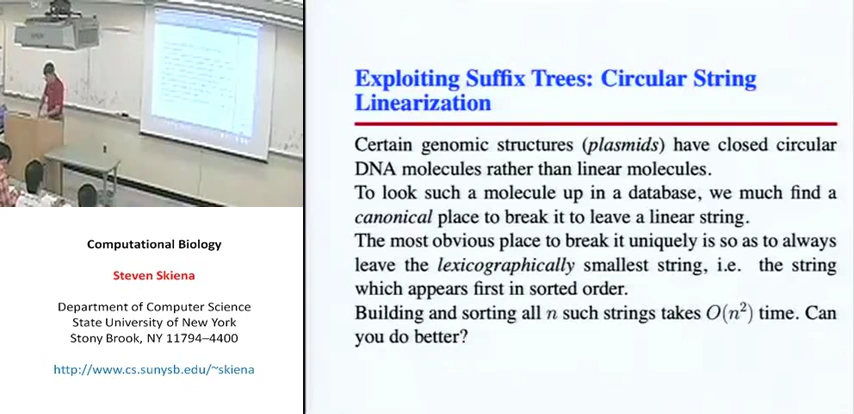 Computational Biology
Steven Skiena
Department of Computer Science
State University of New York
Stony Brook, NY 11794–4400
http://www.cs.sunysb.edu/~skiena
Exploiting Suffix Trees: Circular String
Linearization
Certain genomic structures (plasmids) have closed circular
DNA molecules rather than linear molecules.
To look such a molecule up in a database, we much find a
canonical place to break it to leave a linear string.
The most obvious place to break it uniquely is so as to always
leave the lexicographically smallest string, i.e. the string
which appears first in sorted order.
Building and sorting all n such strings takes O(n²) time. Can
you do better?